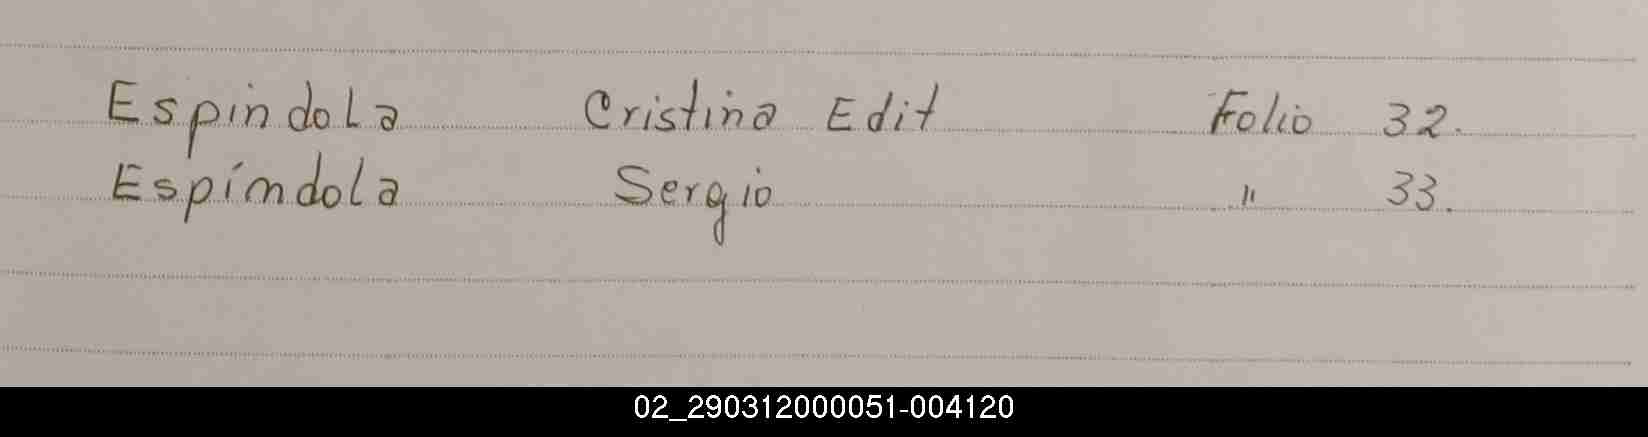 Espindola Cristina Edit Folio 32.
Espíndola Sergio " 33.
02_290312000051-004120